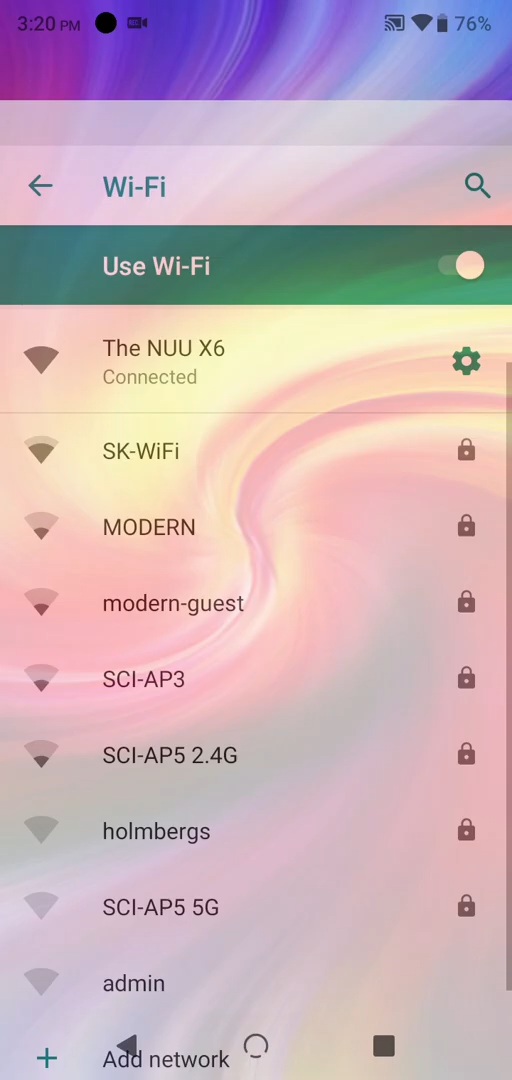 3:20 PM 76%
Wi-Fi
Use Wi-Fi
The NUU X6
Connected
SK-WiFi
MODERN
modern-guest
SCI-AP3
SCI-AP5 2.4G
holmbergs
SCI-AP5 5G
admin
Add network